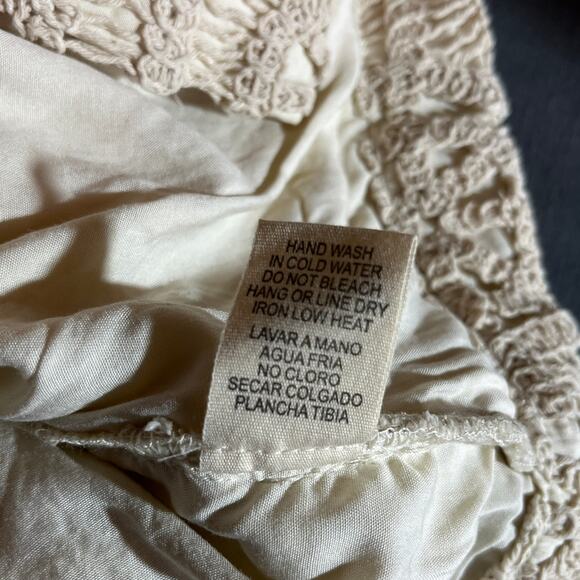 HAND WASH
IN COLD WATER
DO NOT BLEACH
HANG OR LINE DRY
IRON LOW HEAT
LAVAR A MANO
AGUA FRIA
NO CLORO
SECAR COLGADO
PLANCHA TIBIA